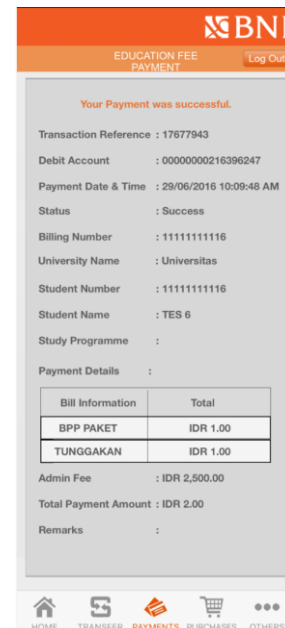 BNI
EDUCATION FEE
PAYMENT
Log Out
Your Payment was successful.
Transaction Reference : 17677943
Debit Account : 00000000216396247
Payment Date & Time : 29/06/2016 10:09:48 AM
Status : Success
Billing Number : 11111111116
University Name : Universitas
Student Number : 11111111116
Student Name : TES 6
Study Programme :
Payment Details :
Bill Information Total
BPP PAKET IDR 1.00
TUNGGAKAN IDR 1.00
Admin Fee : IDR 2,500.00
Total Payment Amount : IDR 2.00
Remarks :
HOME TRANSFER PAYMENTS PURCHASES OTHERS